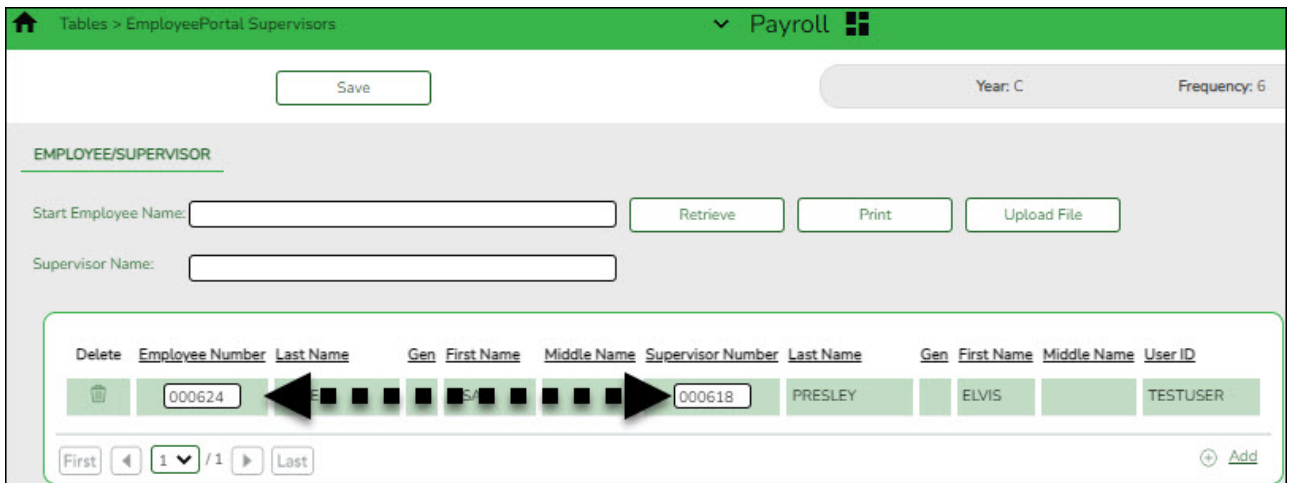 Tables > EmployeePortal Supervisors
Payroll
Save
Year: C
Frequency: 6
EMPLOYEE/SUPERVISOR
Start Employee Name:
Retrieve
Print
Upload File
Supervisor Name:
Delete Employee Number Last Name Gen First Name Middle Name Supervisor Number Last Name Gen First Name Middle Name User ID
000624 000618 PRESLEY ELVIS TESTUSER
First 1 / 1 Last
Add